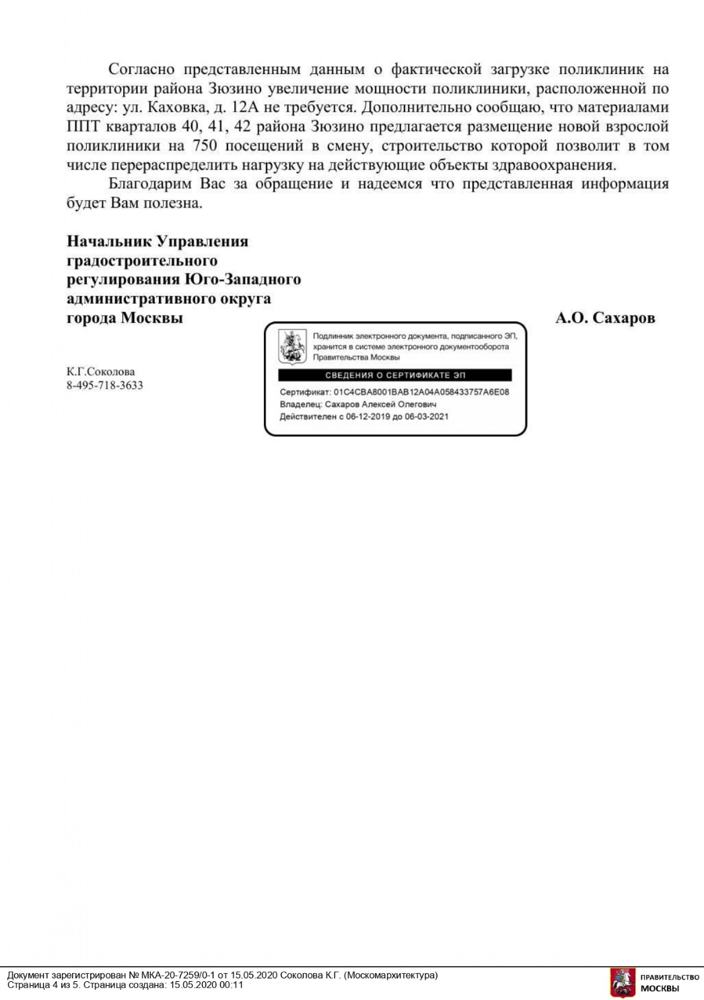 Согласно представленным данным о фактической загрузке поликлиник на
территории района Зюзино увеличение мощности поликлиники, расположенной по
адресу: ул. Каховка, д. 12А не требуется. Дополнительно сообщаю, что материалами
ППТ кварталов 40, 41, 42 района Зюзино предлагается размещение новой взрослой
поликлиники на 750 посещений в смену, строительство которой позволит в том
числе перераспределить нагрузку на действующие объекты здравоохранения.
Благодарим Вас за обращение и надеемся что представленная информация
будет Вам полезна.
Начальник Управления
градостроительного
регулирования Юго-Западного
административного округа
города Москвы
А.О. Сахаров
Подлинник электронного документа, подписанного ЭП,
хранится в системе электронного документооборота
Правительства Москвы
СВЕДЕНИЯ О СЕРТИФИКАТЕ ЭП
Сертификат: 01C4CBA8001BAB12A04A058433757A6E08
Владелец: Сахаров Алексей Олегович
Действителен с 06-12-2019 до 06-03-2021
К.Г.Соколова
8-495-718-3633
Документ зарегистрирован № МКА-20-7259/0-1 от 15.05.2020 Соколова К.Г. (Москомархитектура)
Страница 4 из 5. Страница создана: 15.05.2020 00:11
ПРАВИТЕЛЬСТВО
МОСКВЫ